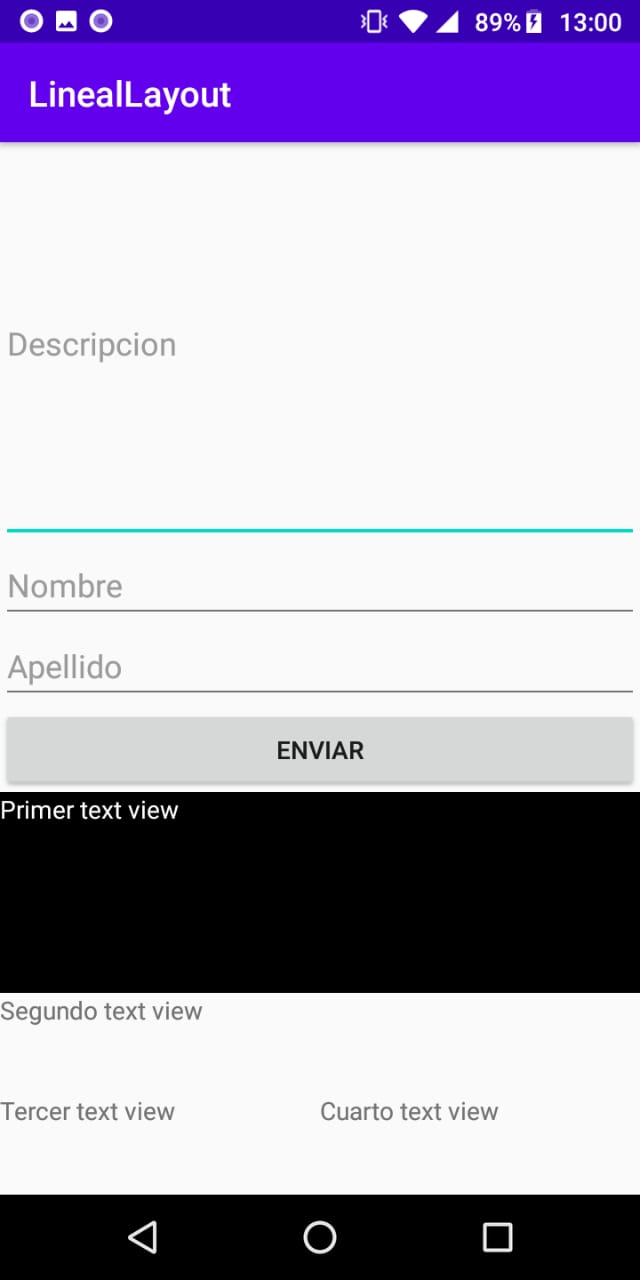 89% 13:00
LinealLayout
Descripcion
Nombre
Apellido
ENVIAR
Primer text view
Segundo text view
Tercer text view Cuarto text view